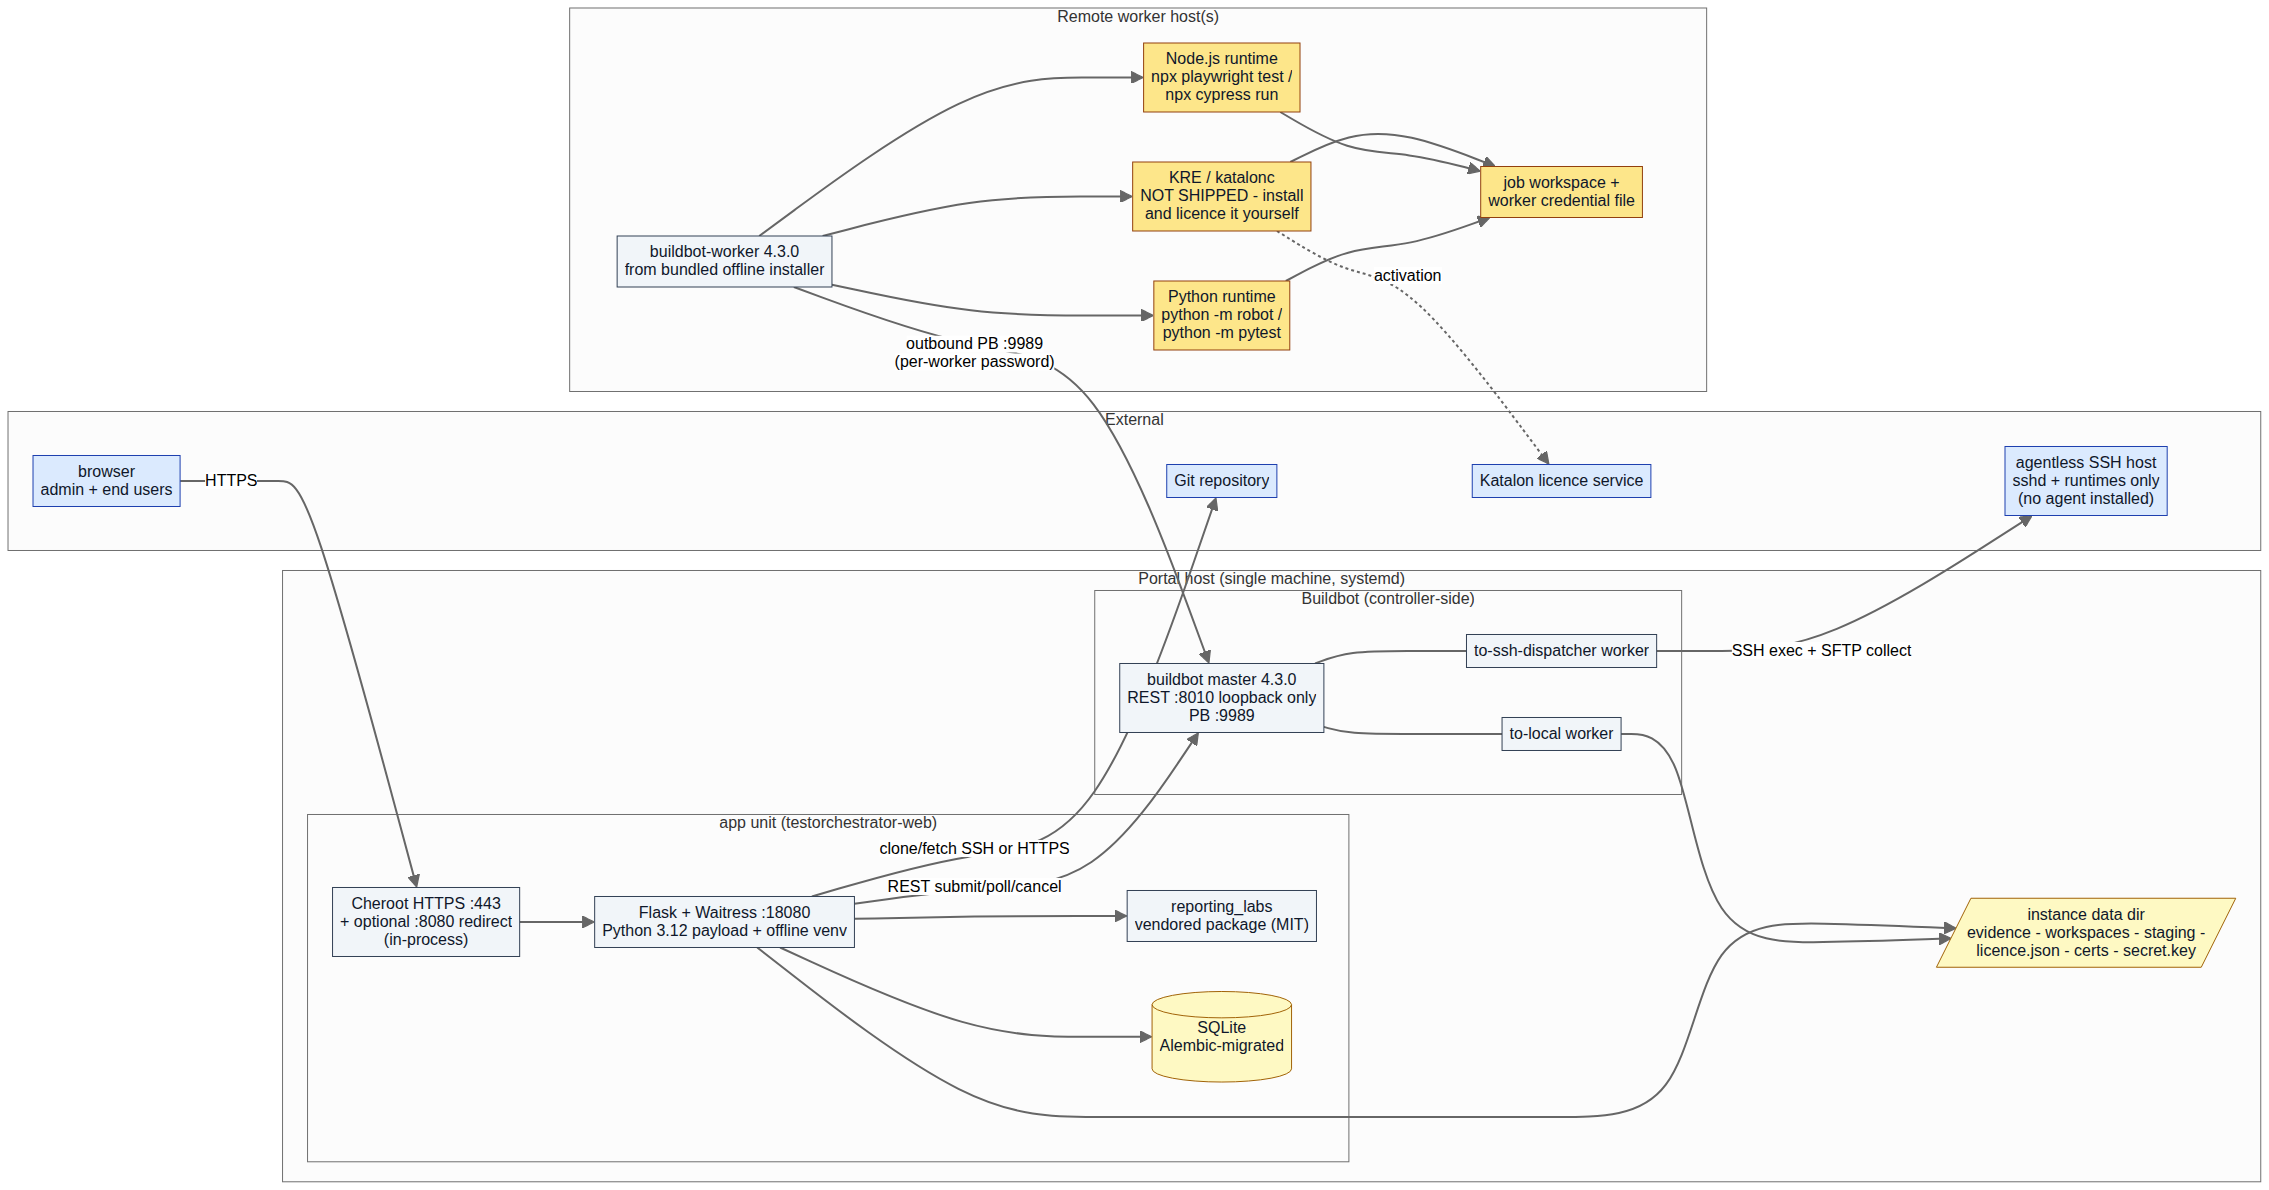 Remote worker host(s)
Node.js runtime
npx playwright test /
npx cypress run
KRE / katalonc
NOT SHIPPED - install
and licence it yourself
job workspace +
worker credential file
buildbot-worker 4.3.0
from bundled offline installer
Python runtime
python -m robot /
python -m pytest
activation
outbound PB :9989
(per-worker password)
External
browser
admin + end users
HTTPS
Git repository
Katalon licence service
agentless SSH host
sshd + runtimes only
(no agent installed)
Portal host (single machine, systemd)
Buildbot (controller-side)
buildbot master 4.3.0
REST :8010 loopback only
PB :9989
to-ssh-dispatcher worker
SSH exec + SFTP collect
to-local worker
app unit (testorchestrator-web)
clone/fetch SSH or HTTPS
REST submit/poll/cancel
Cheroot HTTPS :443
+ optional :8080 redirect
(in-process)
Flask + Waitress :18080
Python 3.12 payload + offline venv
reporting_labs
vendored package (MIT)
instance data dir
evidence - workspaces - staging -
licence.json - certs - secret.key
SQLite
Alembic-migrated